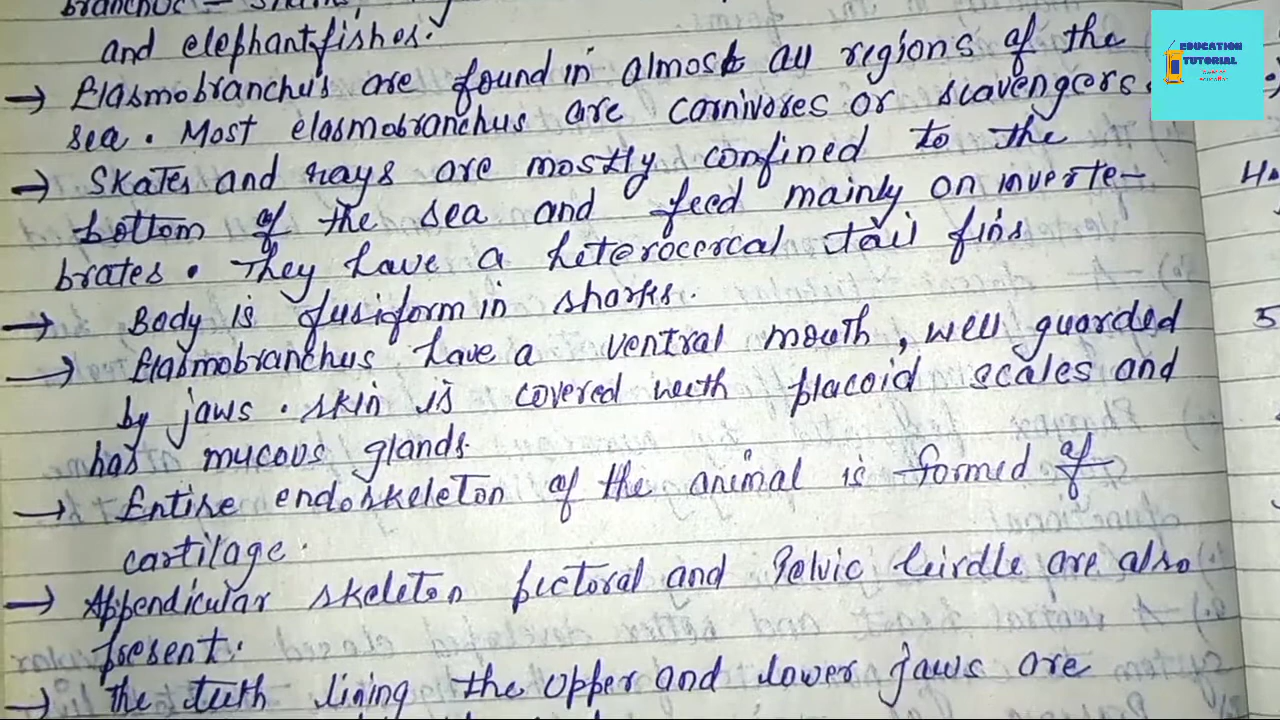 and elephantfishes.
→ Elasmobranchus are found in almost all regions of the
sea. Most elasmobranchus are carnivores or scavengers.
→ Skates and rays are mostly confined to the
bottom of the sea and feed mainly on inverte-
brates. They have a heterocercal tail fins
→ Body is fusiform in sharks.
→ Elasmobranchus have a ventral mouth, well guarded
by jaws. skin is covered with placoid scales and
has mucous glands.
→ Entire endoskeleton of the animal is formed of
cartilage.
→ Appendicular skeleton pectoral and Pelvic Girdle are also
present.
→ The teeth lining the upper and lower jaws are
EDUCATION
TUTORIAL
4
5